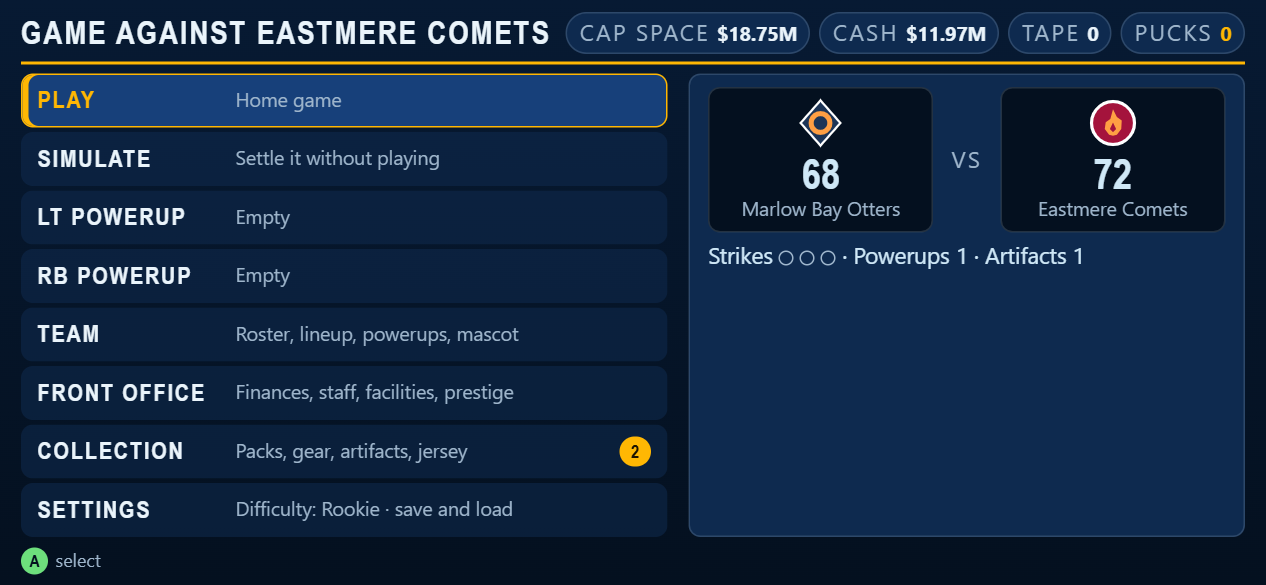 GAME AGAINST EASTMERE COMETS
CAP SPACE $18.75M
CASH $11.97M
TAPE 0
PUCKS 0
PLAY Home game
SIMULATE Settle it without playing
LT POWERUP Empty
RB POWERUP Empty
TEAM Roster, lineup, powerups, mascot
FRONT OFFICE Finances, staff, facilities, prestige
COLLECTION Packs, gear, artifacts, jersey 2
SETTINGS Difficulty: Rookie · save and load
68
Marlow Bay Otters
VS
72
Eastmere Comets
Strikes ○ ○ ○ · Powerups 1 · Artifacts 1
A select